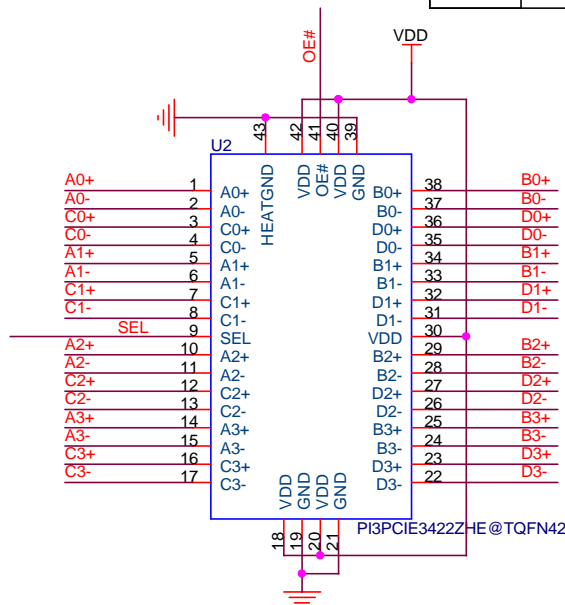 VDD
OE#
43 42 41 40 39
U2
HEATGND VDD OE# VDD GND
A0+ 1 A0+ B0+ 38 B0+
A0- 2 A0- B0- 37 B0-
C0+ 3 C0+ D0+ 36 D0+
C0- 4 C0- D0- 35 D0-
A1+ 5 A1+ B1+ 34 B1+
A1- 6 A1- B1- 33 B1-
C1+ 7 C1+ D1+ 32 D1+
C1- 8 C1- D1- 31 D1-
SEL 9 SEL VDD 30
A2+ 10 A2+ B2+ 29 B2+
A2- 11 A2- B2- 28 B2-
C2+ 12 C2+ D2+ 27 D2+
C2- 13 C2- D2- 26 D2-
A3+ 14 A3+ B3+ 25 B3+
A3- 15 A3- B3- 24 B3-
C3+ 16 C3+ D3+ 23 D3+
C3- 17 C3- D3- 22 D3-
VDD GND VDD GND
18 19 20 21
PI3PCIE3422ZHE@TQFN42